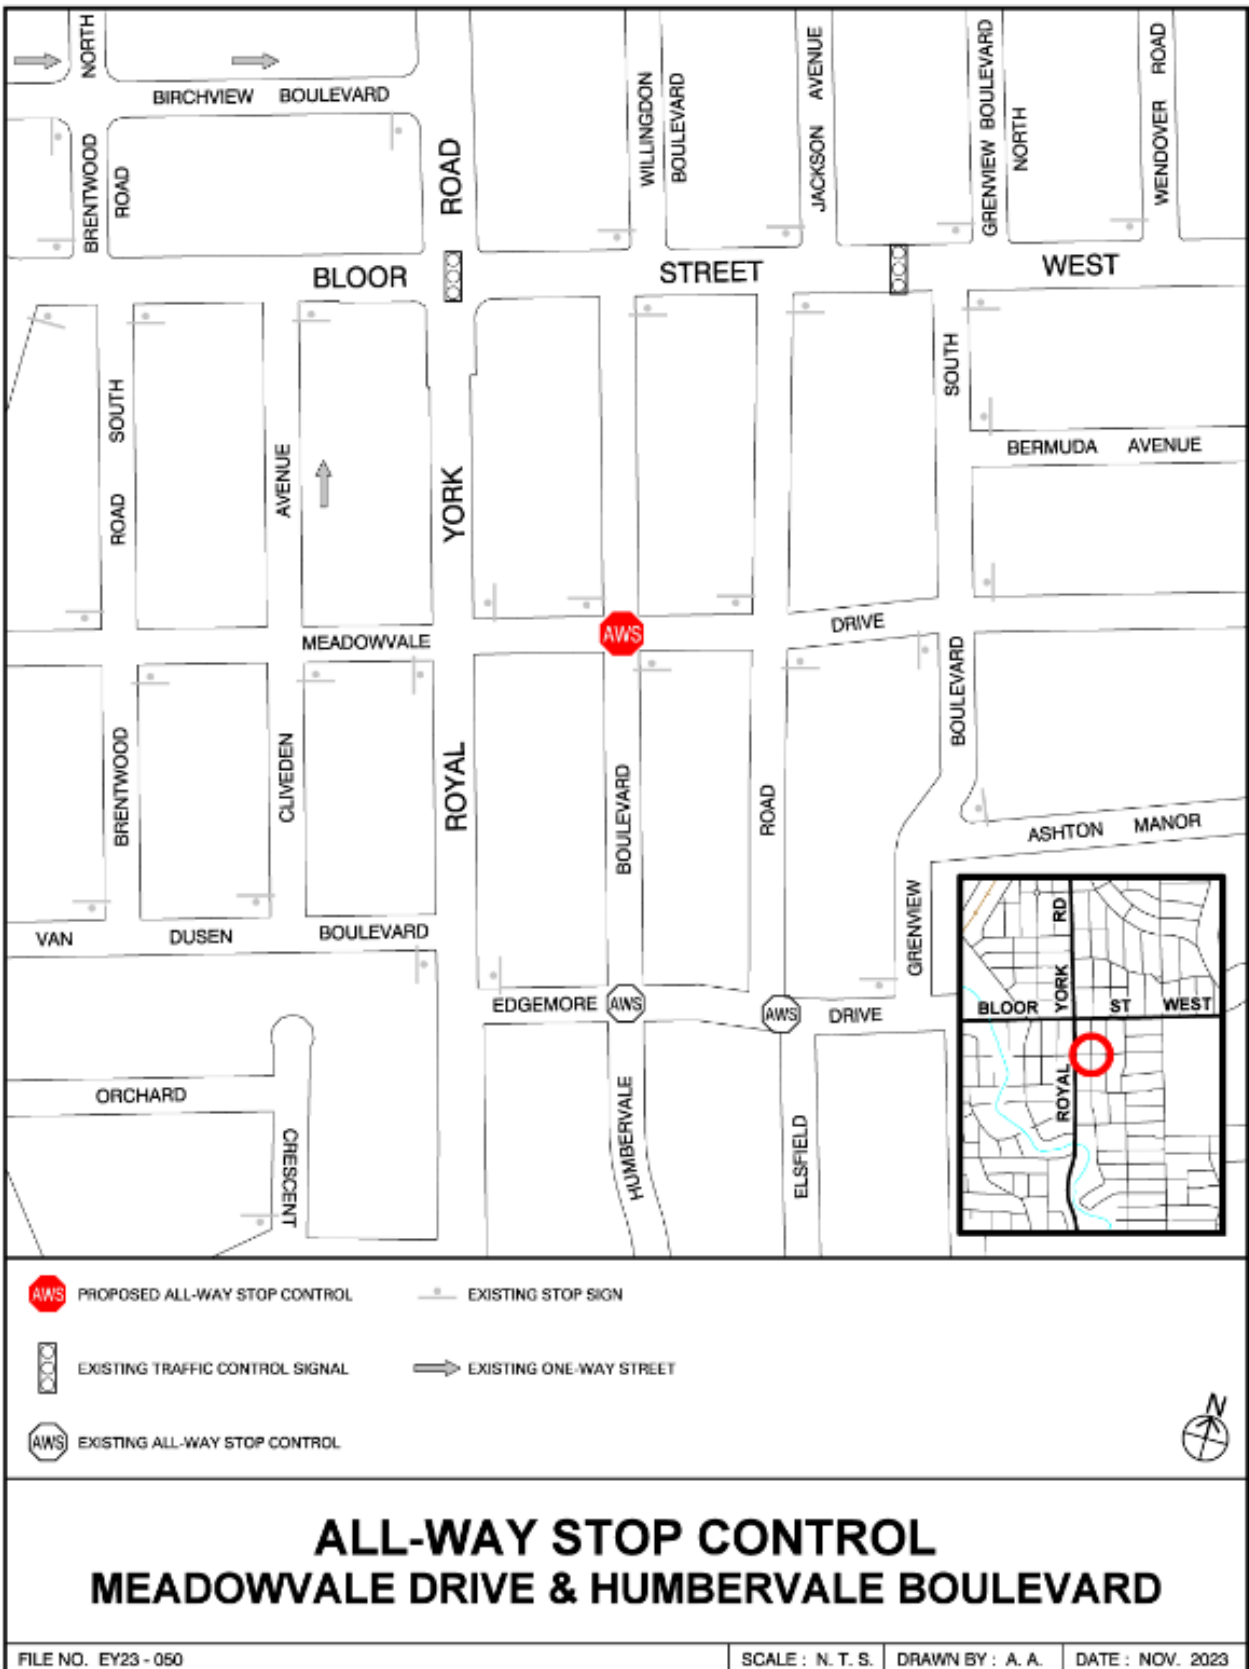 NORTH
BIRCHVIEW BOULEVARD
BRENTWOOD
ROAD
ROAD
WILLINGDON
BOULEVARD
JACKSON AVENUE
GRENVIEW BOULEVARD
NORTH
WENDOVER ROAD
BLOOR STREET WEST
ROAD SOUTH
AVENUE
YORK
SOUTH
BERMUDA AVENUE
MEADOWVALE
AWS
DRIVE
BRENTWOOD
CLIVEDEN
ROYAL
BOULEVARD
ROAD
BOULEVARD
ASHTON MANOR
GRENVIEW
VAN DUSEN BOULEVARD
EDGEMORE
AWS
AWS
DRIVE
ORCHARD
CRESCENT
HUMBERVALE
ELSFIELD
RD
YORK
BLOOR ST WEST
ROYAL
AWS PROPOSED ALL-WAY STOP CONTROL
EXISTING STOP SIGN
EXISTING TRAFFIC CONTROL SIGNAL
EXISTING ONE-WAY STREET
AWS EXISTING ALL-WAY STOP CONTROL
N
ALL-WAY STOP CONTROL
MEADOWVALE DRIVE & HUMBERVALE BOULEVARD
FILE NO. EY23 - 050
SCALE : N. T. S.
DRAWN BY : A. A.
DATE : NOV. 2023